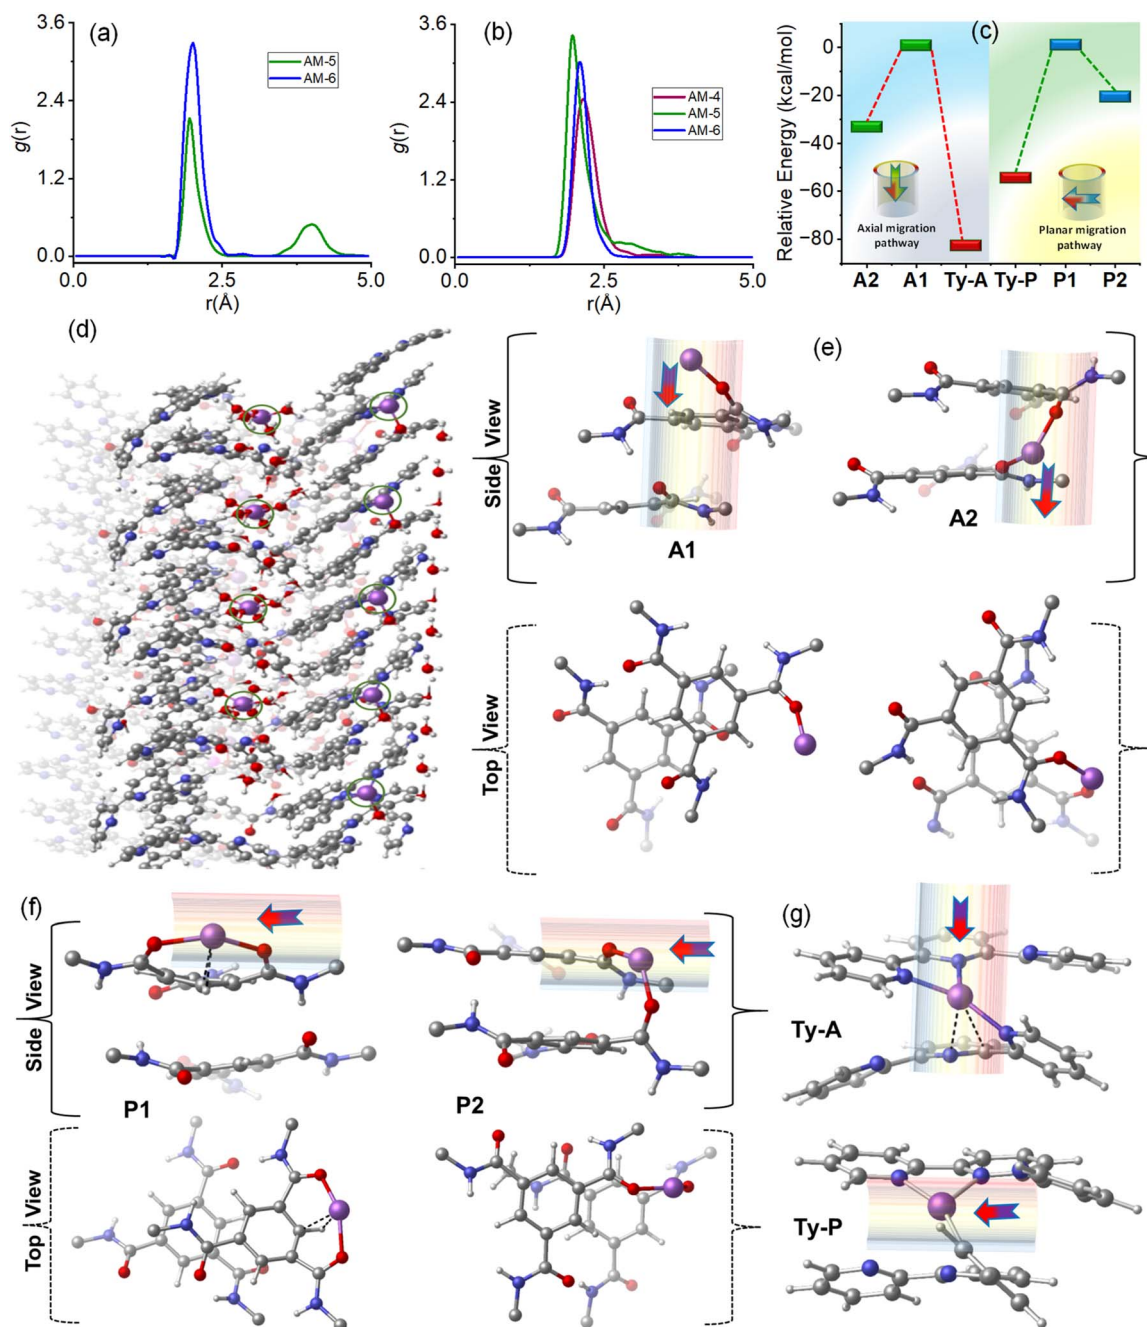 (a)
g(r)
3.6
2.4
1.2
0.0
0.0
2.5
5.0
r(Å)
AM-5
AM-6
(b)
g(r)
3.6
2.4
1.2
0.0
0.0
2.5
5.0
r(Å)
AM-4
AM-5
AM-6
(c)
Relative Energy (kcal/mol)
0
−20
−40
−60
−80
Axial migration
pathway
Planar migration
pathway
A2 A1 Ty-A Ty-P P1 P2
(d)
(e)
Side View
A1
A2
Top View
(f)
Side View
P1
P2
Top View
(g)
Ty-A
Ty-P